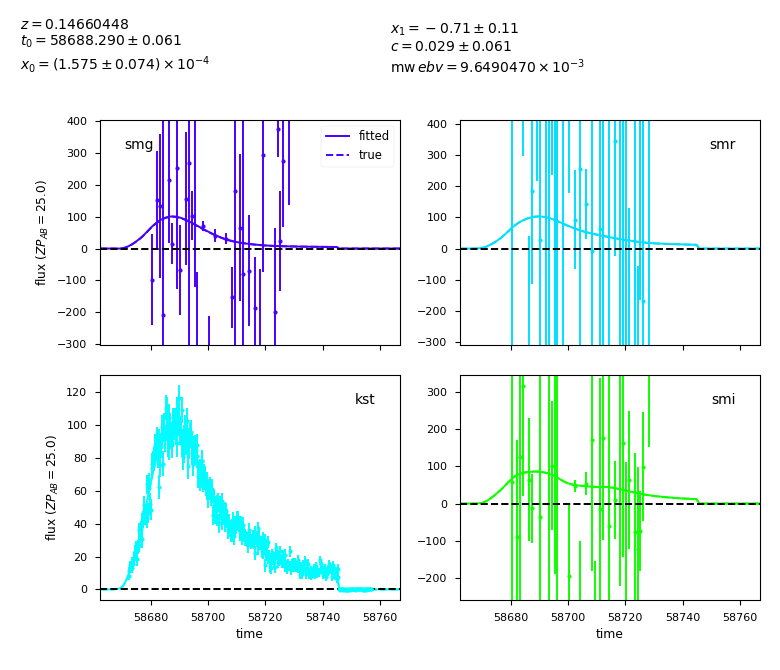 z = 0.14660448
t₀ = 58688.290 ± 0.061
x₀ = (1.575 ± 0.074) × 10⁻⁴
x₁ = −0.71 ± 0.11
c = 0.029 ± 0.061
mw ebv = 9.6490470 × 10⁻³
smg
fitted
true
400
300
200
100
0
−100
−200
−300
flux (ZP_AB = 25.0)
smr
400
300
200
100
0
−100
−200
−300
kst
120
100
80
60
40
20
0
flux (ZP_AB = 25.0)
58680
58700
58720
58740
58760
time
smi
300
200
100
0
−100
−200
58680
58700
58720
58740
58760
time